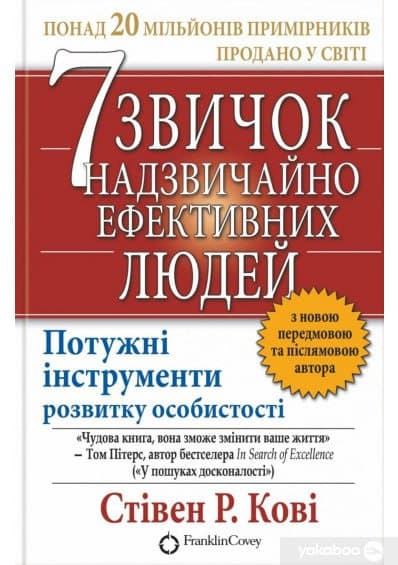 ПОНАД 20 МІЛЬЙОНІВ ПРИМІРНИКІВ
ПРОДАНО У СВІТІ
7 ЗВИЧОК
НАДЗВИЧАЙНО
ЕФЕКТИВНИХ
ЛЮДЕЙ
з новою
передмовою
та післямовою
автора
Потужні
інструменти
розвитку особистості
«Чудова книга, вона зможе змінити ваше життя»
– Том Пітерс, автор бестселера In Search of Excellence
(«У пошуках досконалості»)
Стівен Р. Кові
FranklinCovey
yakaboo